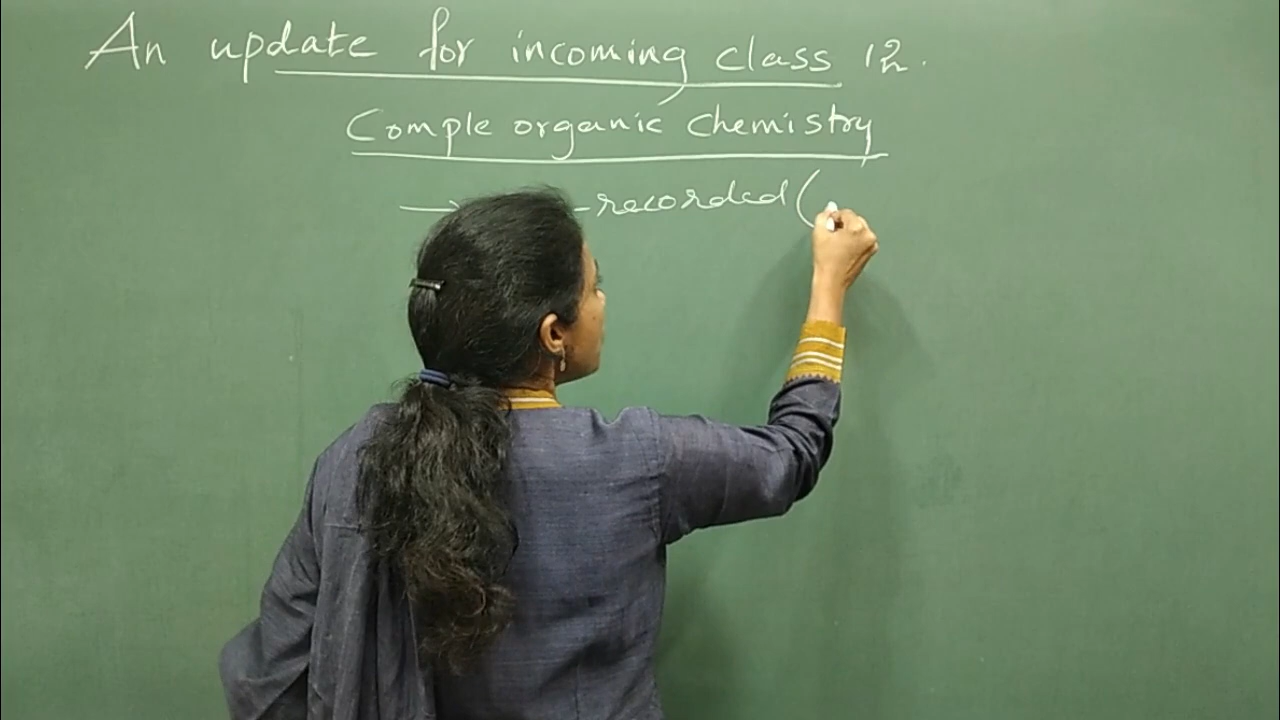 An update for incoming class 12.
Comple organic chemistry
→ - recorded (